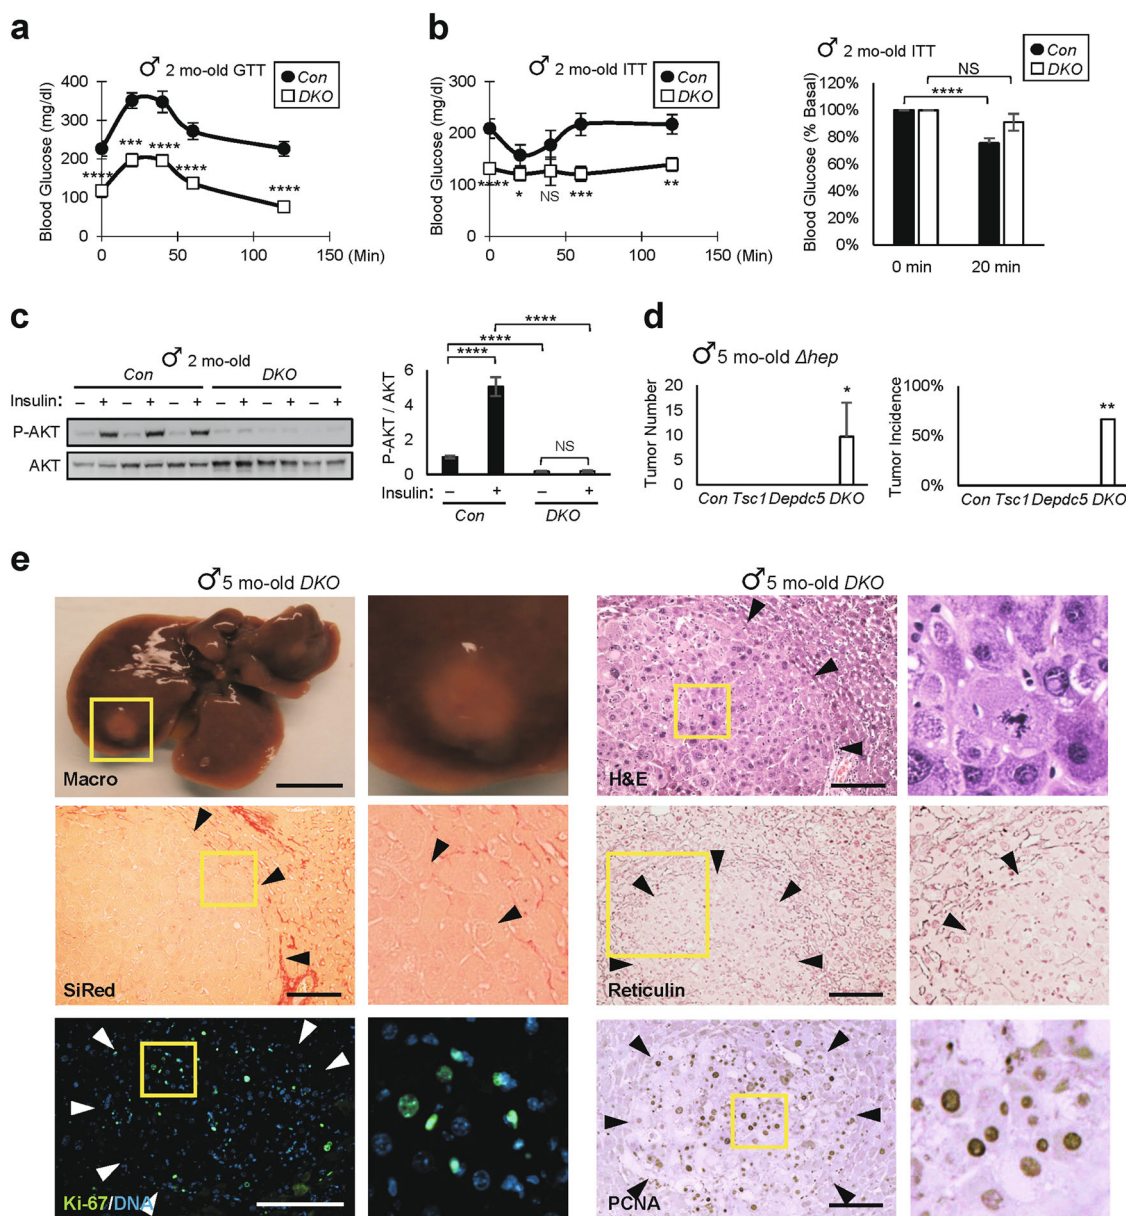 a
♂ 2 mo-old GTT
Con
DKO
Blood Glucose (mg/dl)
400
300
200
100
0
****
***
****
****
****
0 50 100 150 (Min)
b
♂ 2 mo-old ITT
Con
DKO
Blood Glucose (mg/dl)
300
200
100
0
****
*
NS
***
**
0 50 100 150 (Min)
♂ 2 mo-old ITT
Con
DKO
NS
****
Blood Glucose (% Basal)
120%
100%
80%
60%
40%
20%
0%
0 min 20 min
c
♂ 2 mo-old
Con DKO
Insulin: – + – + – + – + – + – +
P-AKT
AKT
****
****
****
NS
P-AKT / AKT
6
4
2
0
Insulin: – + – +
Con DKO
d
♂ 5 mo-old Δhep
Tumor Number
20
15
10
5
0
*
Con Tsc1 Depdc5 DKO
Tumor Incidence
100%
50%
0%
**
Con Tsc1 Depdc5 DKO
e
♂ 5 mo-old DKO
♂ 5 mo-old DKO
Macro
H&E
SiRed
Reticulin
Ki-67/DNA
PCNA